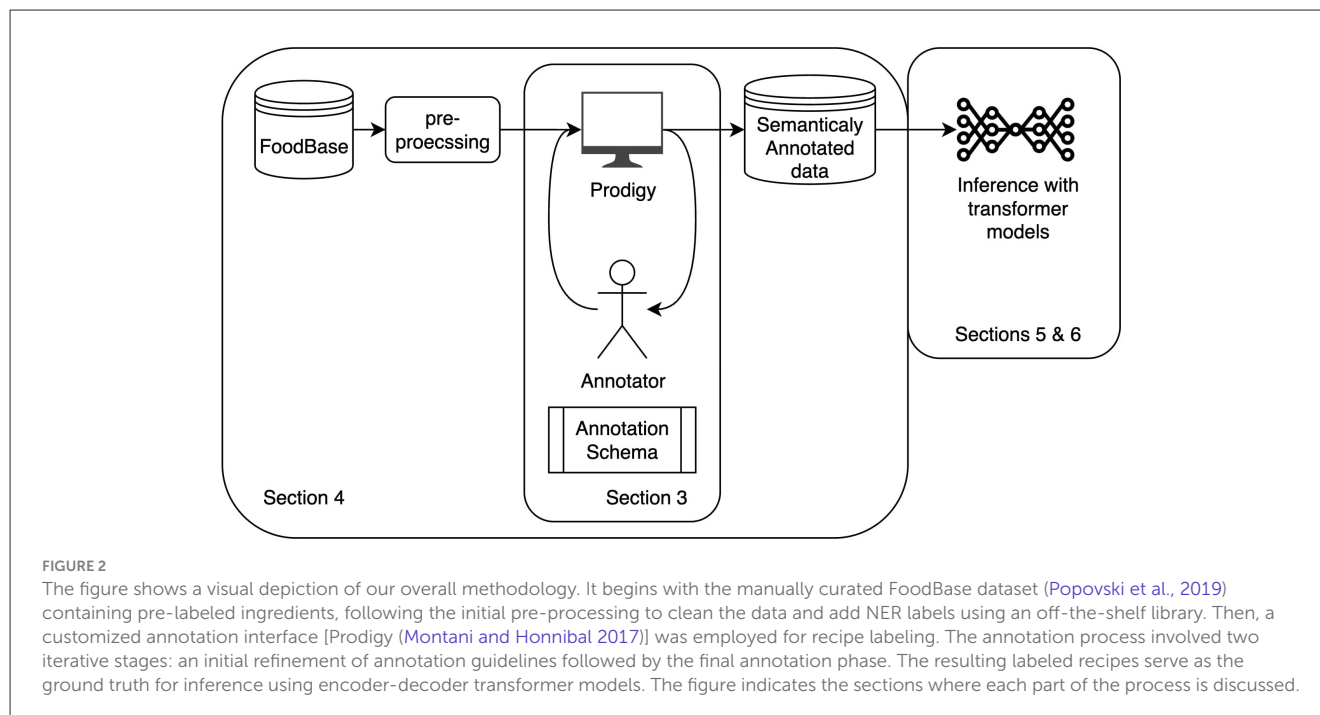 FoodBase
pre-
proecssing
Prodigy
Semanticaly
Annotated
data
Inference with
transformer
models
Annotator
Annotation
Schema
Section 4
Section 3
Sections 5 & 6
FIGURE 2
The figure shows a visual depiction of our overall methodology. It begins with the manually curated FoodBase dataset (Popovski et al., 2019)
containing pre-labeled ingredients, following the initial pre-processing to clean the data and add NER labels using an off-the-shelf library. Then, a
customized annotation interface [Prodigy (Montani and Honnibal 2017)] was employed for recipe labeling. The annotation process involved two
iterative stages: an initial refinement of annotation guidelines followed by the final annotation phase. The resulting labeled recipes serve as the
ground truth for inference using encoder-decoder transformer models. The figure indicates the sections where each part of the process is discussed.